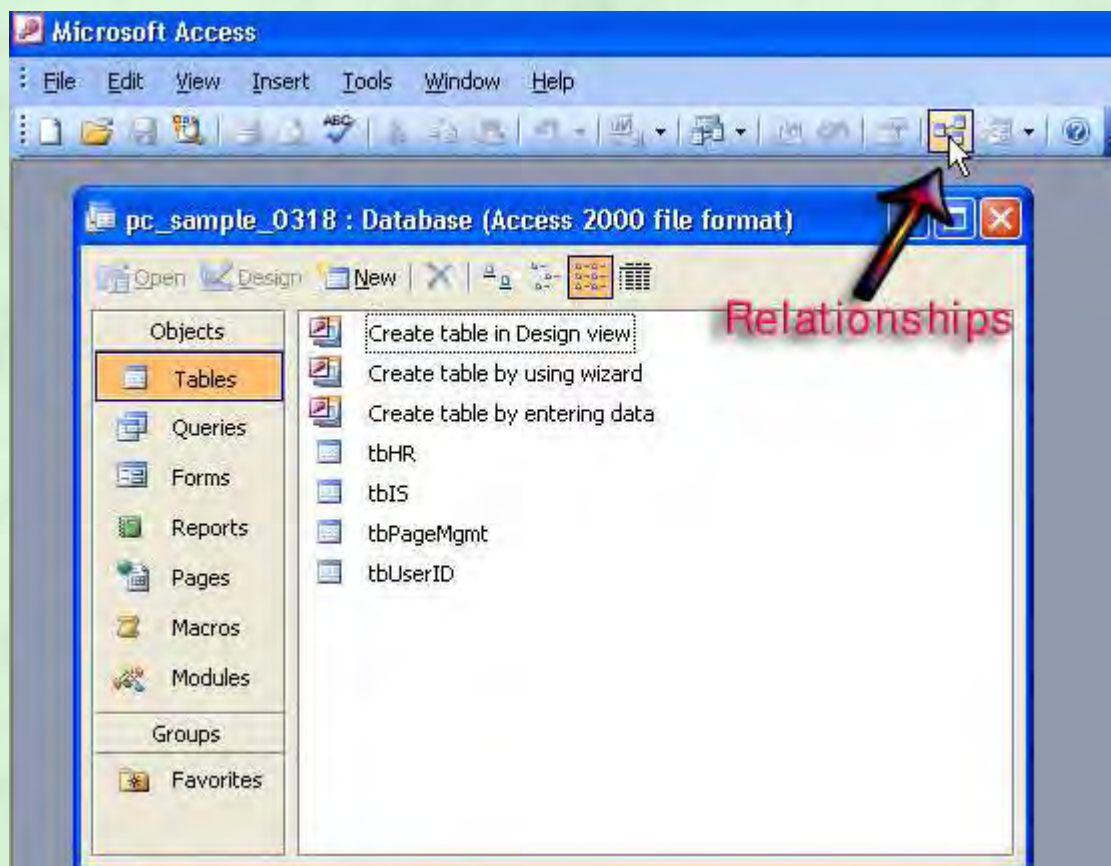 Microsoft Access
File Edit View Insert Tools Window Help
ABC
pc_sample_0318 : Database (Access 2000 file format)
Open Design New
Relationships
Objects
Tables
Queries
Forms
Reports
Pages
Macros
Modules
Groups
Favorites
Create table in Design view
Create table by using wizard
Create table by entering data
tbHR
tbIS
tbPageMgmt
tbUserID